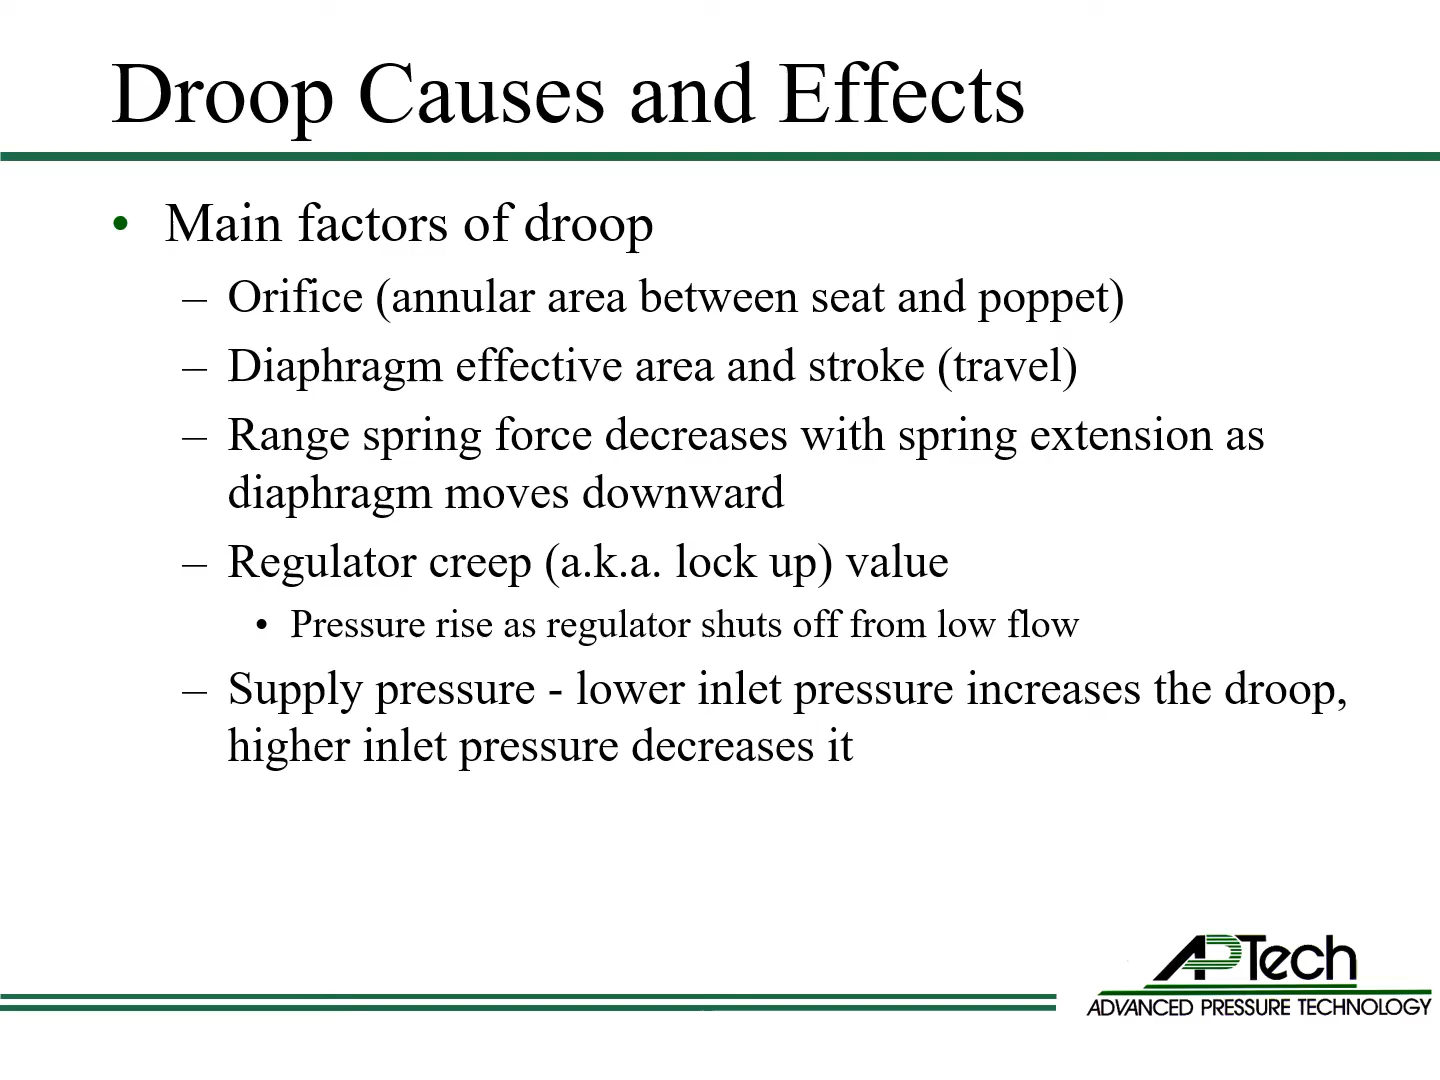 Droop Causes and Effects
• Main factors of droop
– Orifice (annular area between seat and poppet)
– Diaphragm effective area and stroke (travel)
– Range spring force decreases with spring extension as
diaphragm moves downward
– Regulator creep (a.k.a. lock up) value
• Pressure rise as regulator shuts off from low flow
– Supply pressure - lower inlet pressure increases the droop,
higher inlet pressure decreases it
APTech
ADVANCED PRESSURE TECHNOLOGY